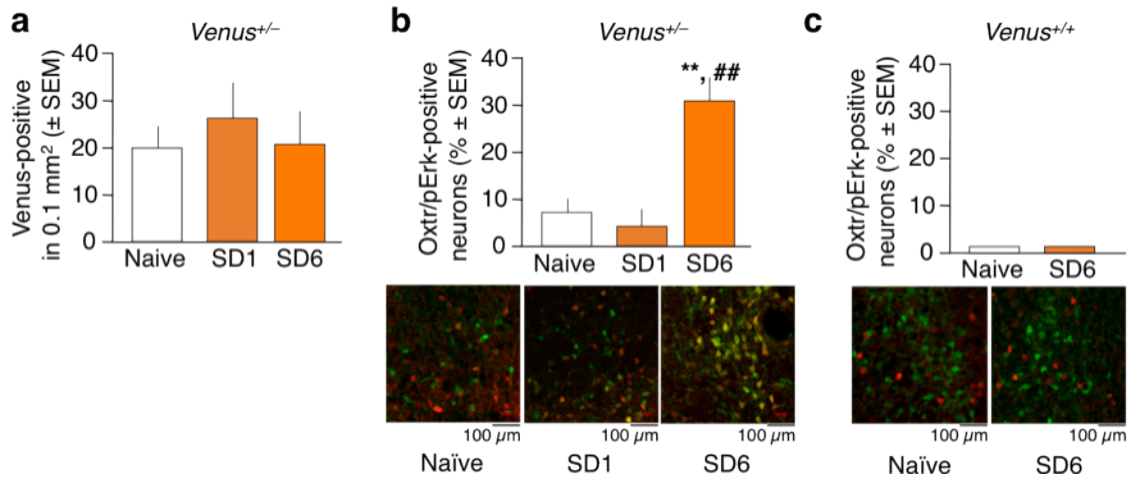 a
Venus+/–
Venus-positive
in 0.1 mm² (± SEM)
40
30
20
10
0
Naive SD1 SD6
b
Venus+/–
Oxtr/pErk-positive
neurons (% ± SEM)
40
30
20
10
0
**, ##
Naive SD1 SD6
100 µm 100 µm 100 µm
Naïve SD1 SD6
c
Venus+/+
Oxtr/pErk-positive
neurons (% ± SEM)
40
30
20
10
0
Naive SD6
100 µm 100 µm
Naïve SD6